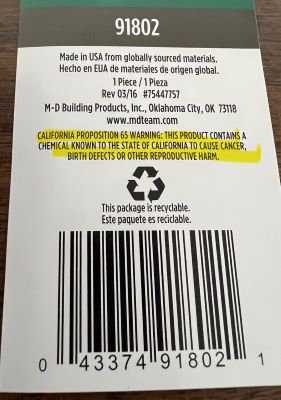 91802
Made in USA from globally sourced materials.
Hecho en EUA de materiales de origen global.
1 Piece / 1 Pieza
Rev 03/16 #75447757
M-D Building Products, Inc., Oklahoma City, OK 73118
www.mdteam.com
CALIFORNIA PROPOSITION 65 WARNING: THIS PRODUCT CONTAINS A
CHEMICAL KNOWN TO THE STATE OF CALIFORNIA TO CAUSE CANCER,
BIRTH DEFECTS OR OTHER REPRODUCTIVE HARM.
This package is recyclable.
Este paquete es reciclable.
0 43374 91802 1